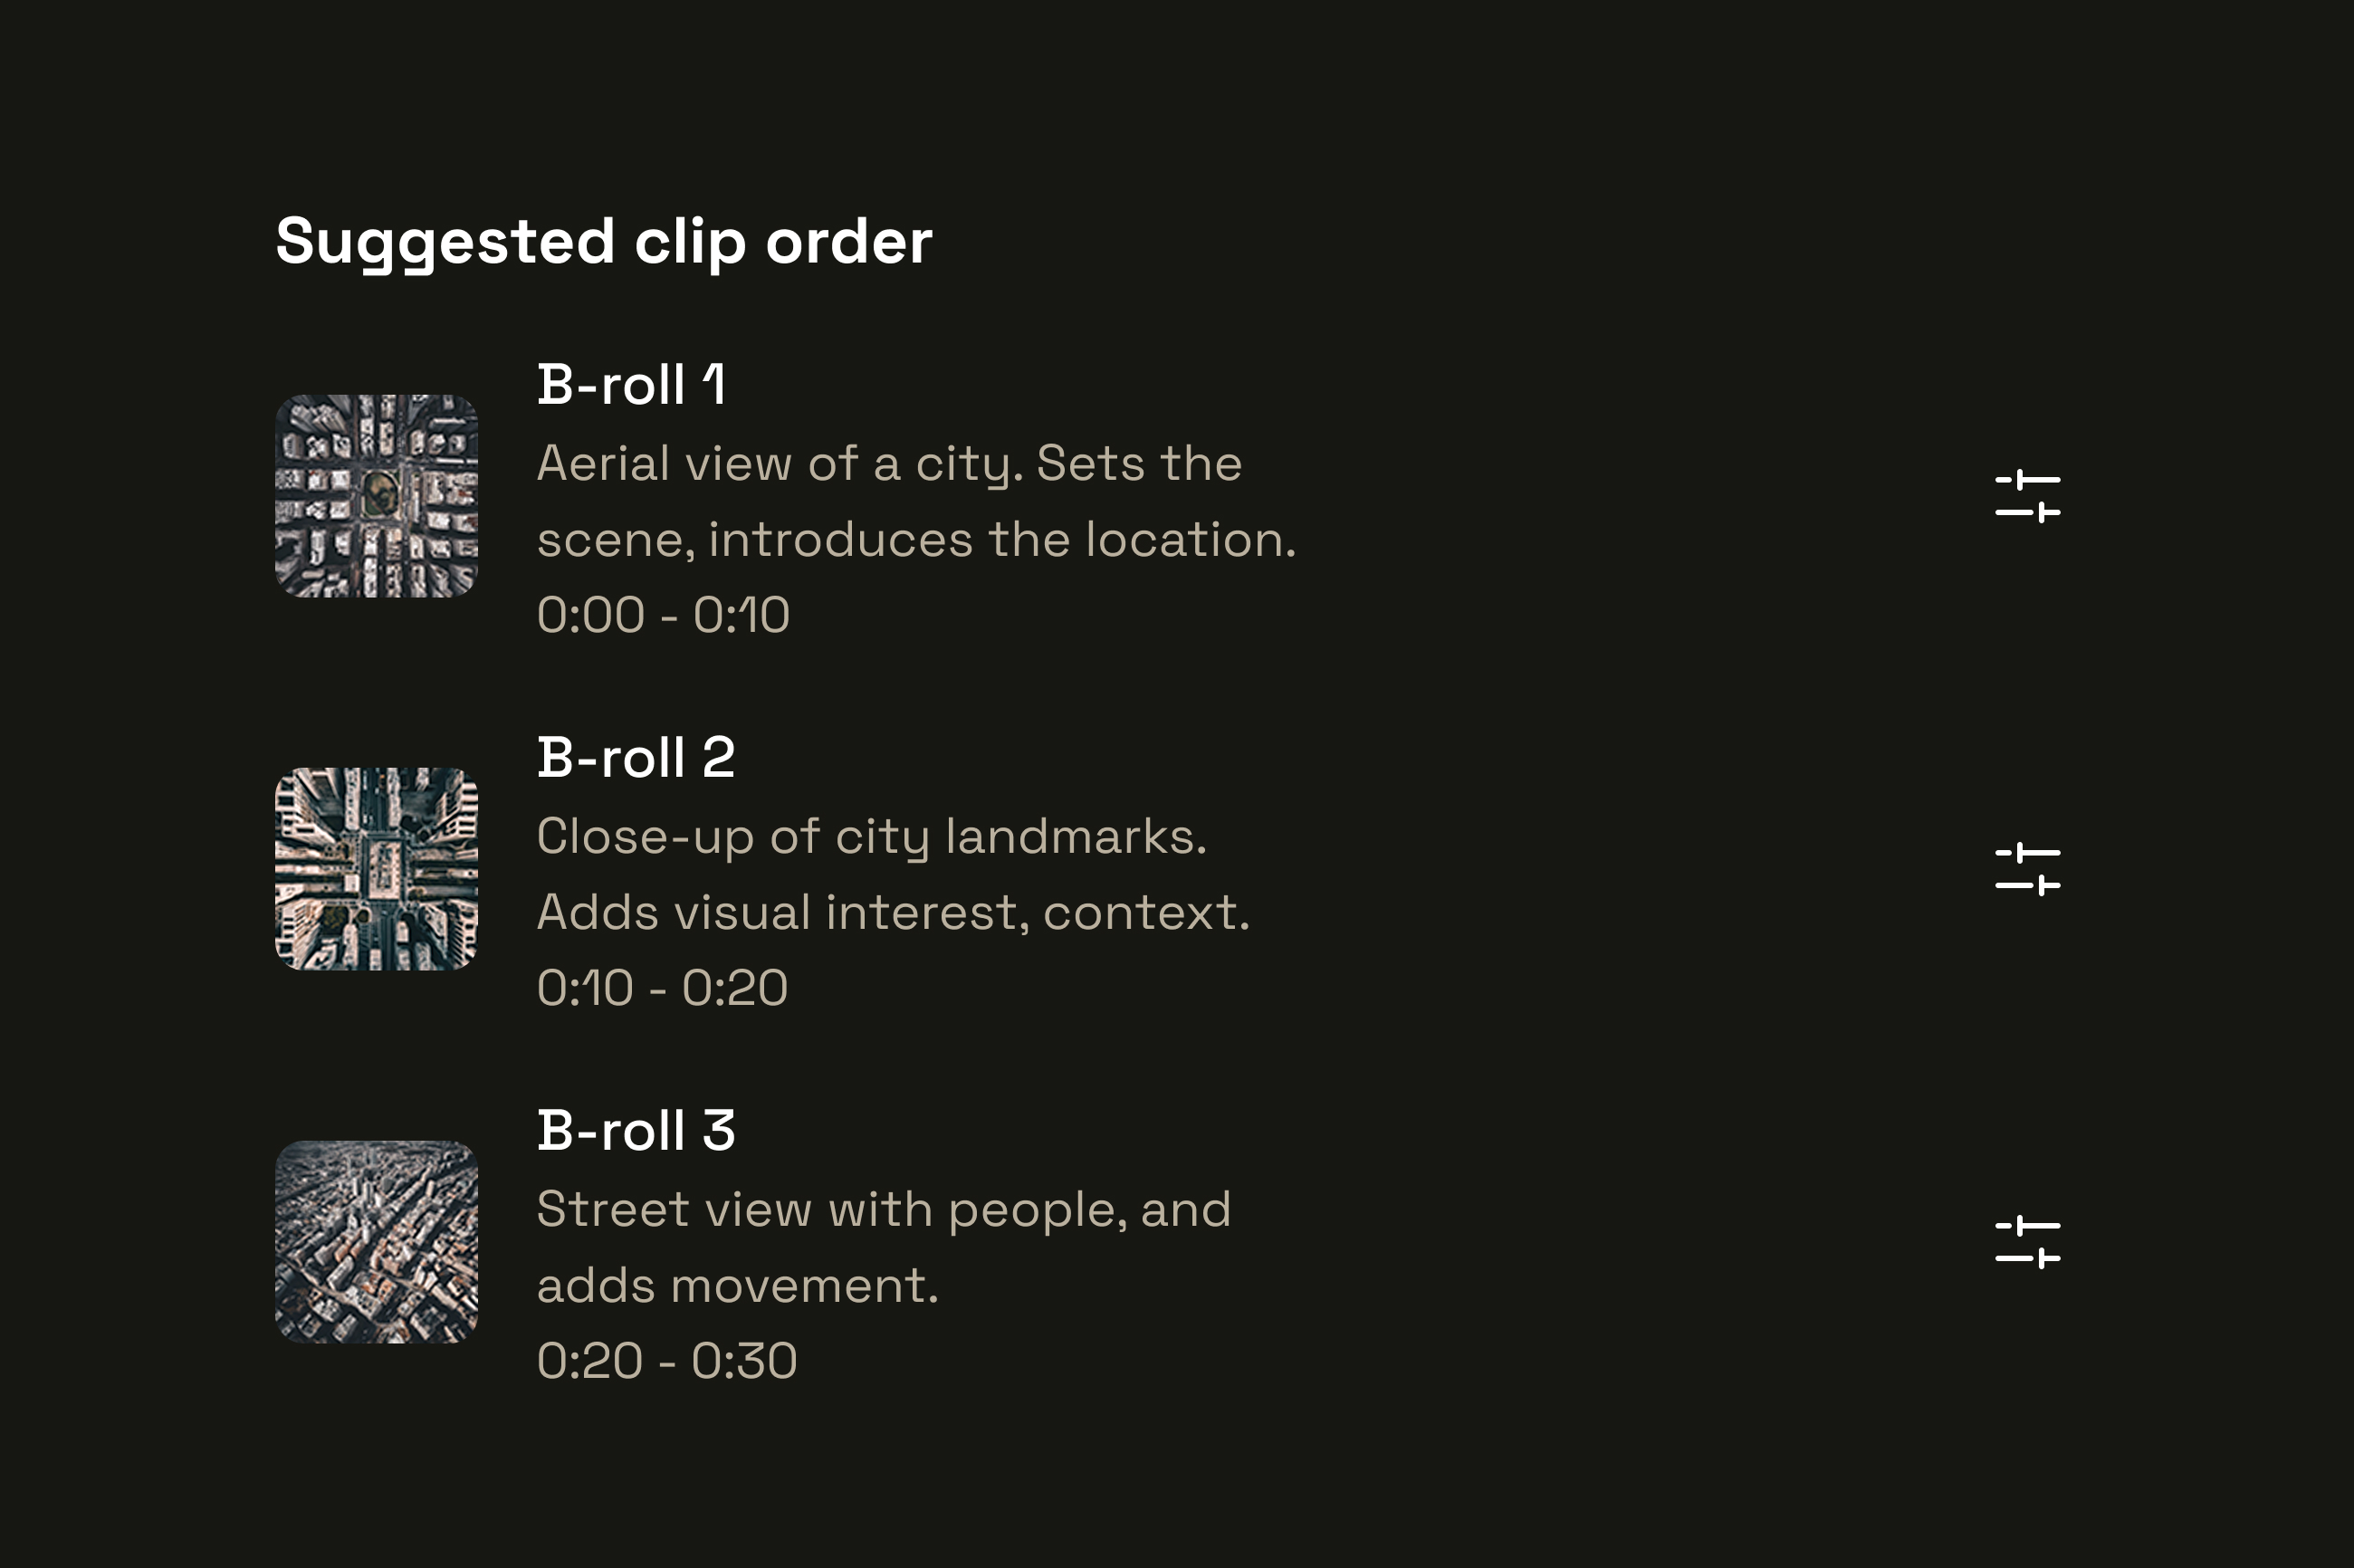 Suggested clip order
B-roll 1
Aerial view of a city. Sets the
scene, introduces the location.
0:00 - 0:10
B-roll 2
Close-up of city landmarks.
Adds visual interest, context.
0:10 - 0:20
B-roll 3
Street view with people, and
adds movement.
0:20 - 0:30